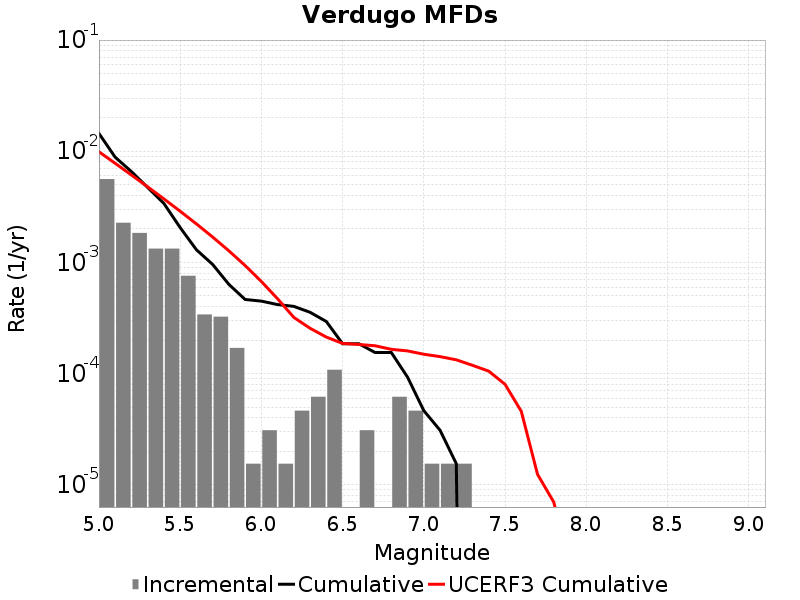 Verdugo MFDs
10-1
10-2
10-3
10-4
10-5
Rate (1/yr)
5.0 5.5 6.0 6.5 7.0 7.5 8.0 8.5 9.0
Magnitude
Incremental Cumulative UCERF3 Cumulative